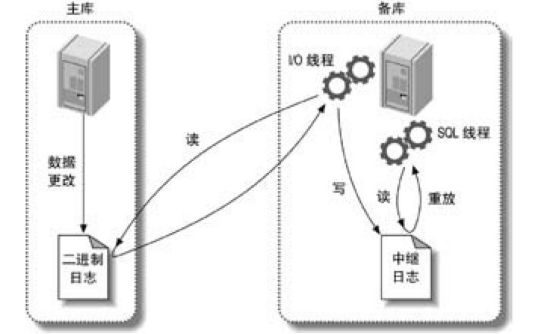 主库
备库
I/O 线程
SQL 线程
读
数据
更改
写
读
重放
二进制
日志
中继
日志